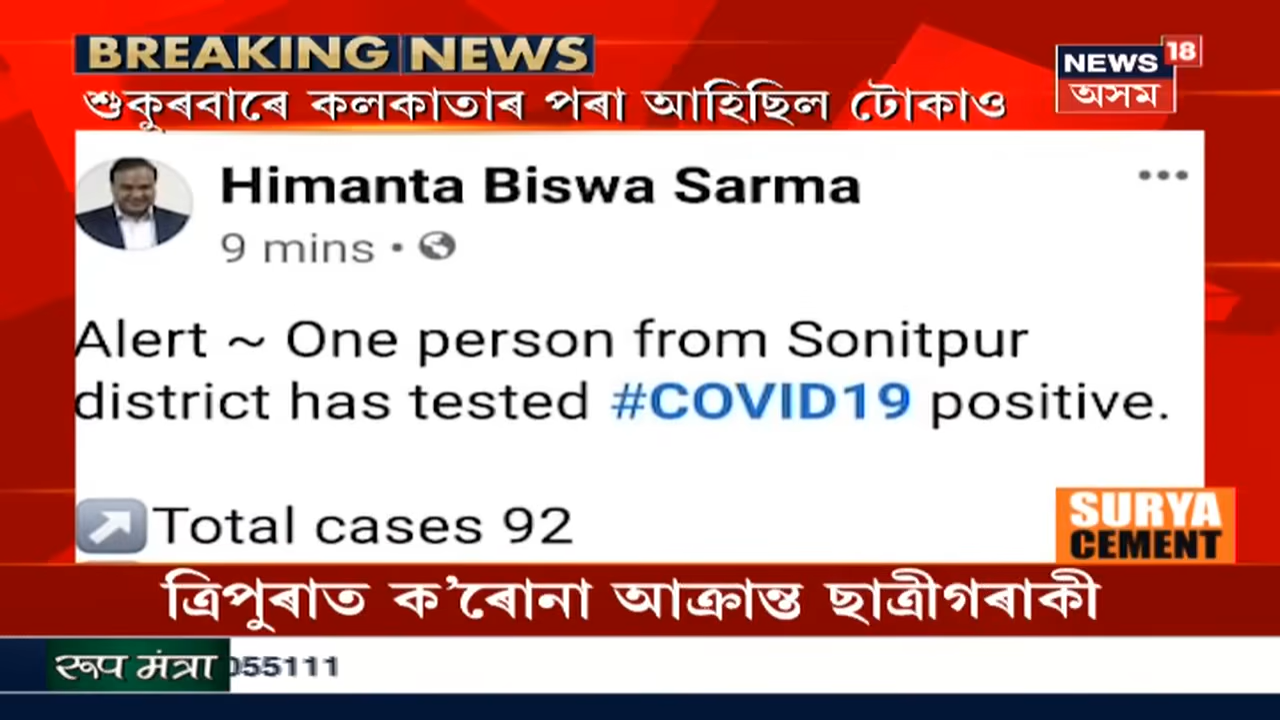 BREAKING NEWS
NEWS 18
অসম
শুকুৰবাৰে কলকাতাৰ পৰা আহিছিল টোকাও
Himanta Biswa Sarma
9 mins
Alert ~ One person from Sonitpur
district has tested #COVID19 positive.
Total cases 92
SURYA
CEMENT
ত্ৰিপুৰাত ক'ৰোনা আক্ৰান্ত ছাত্ৰীগৰাকী
রূপ মংত্রা 055111